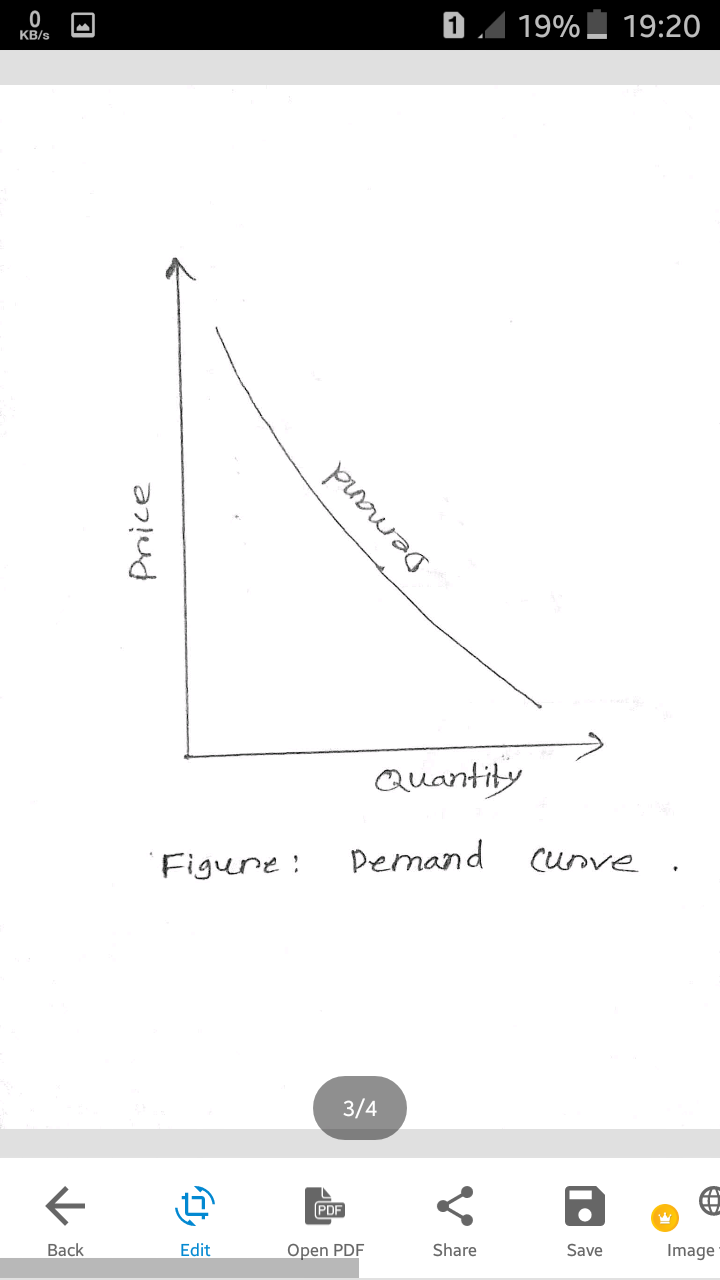 0
KB/s
1
19%
19:20
Price
Demand
Quantity
Figure: Demand curve .
3/4
PDF
Back
Edit
Open PDF
Share
Save
Image